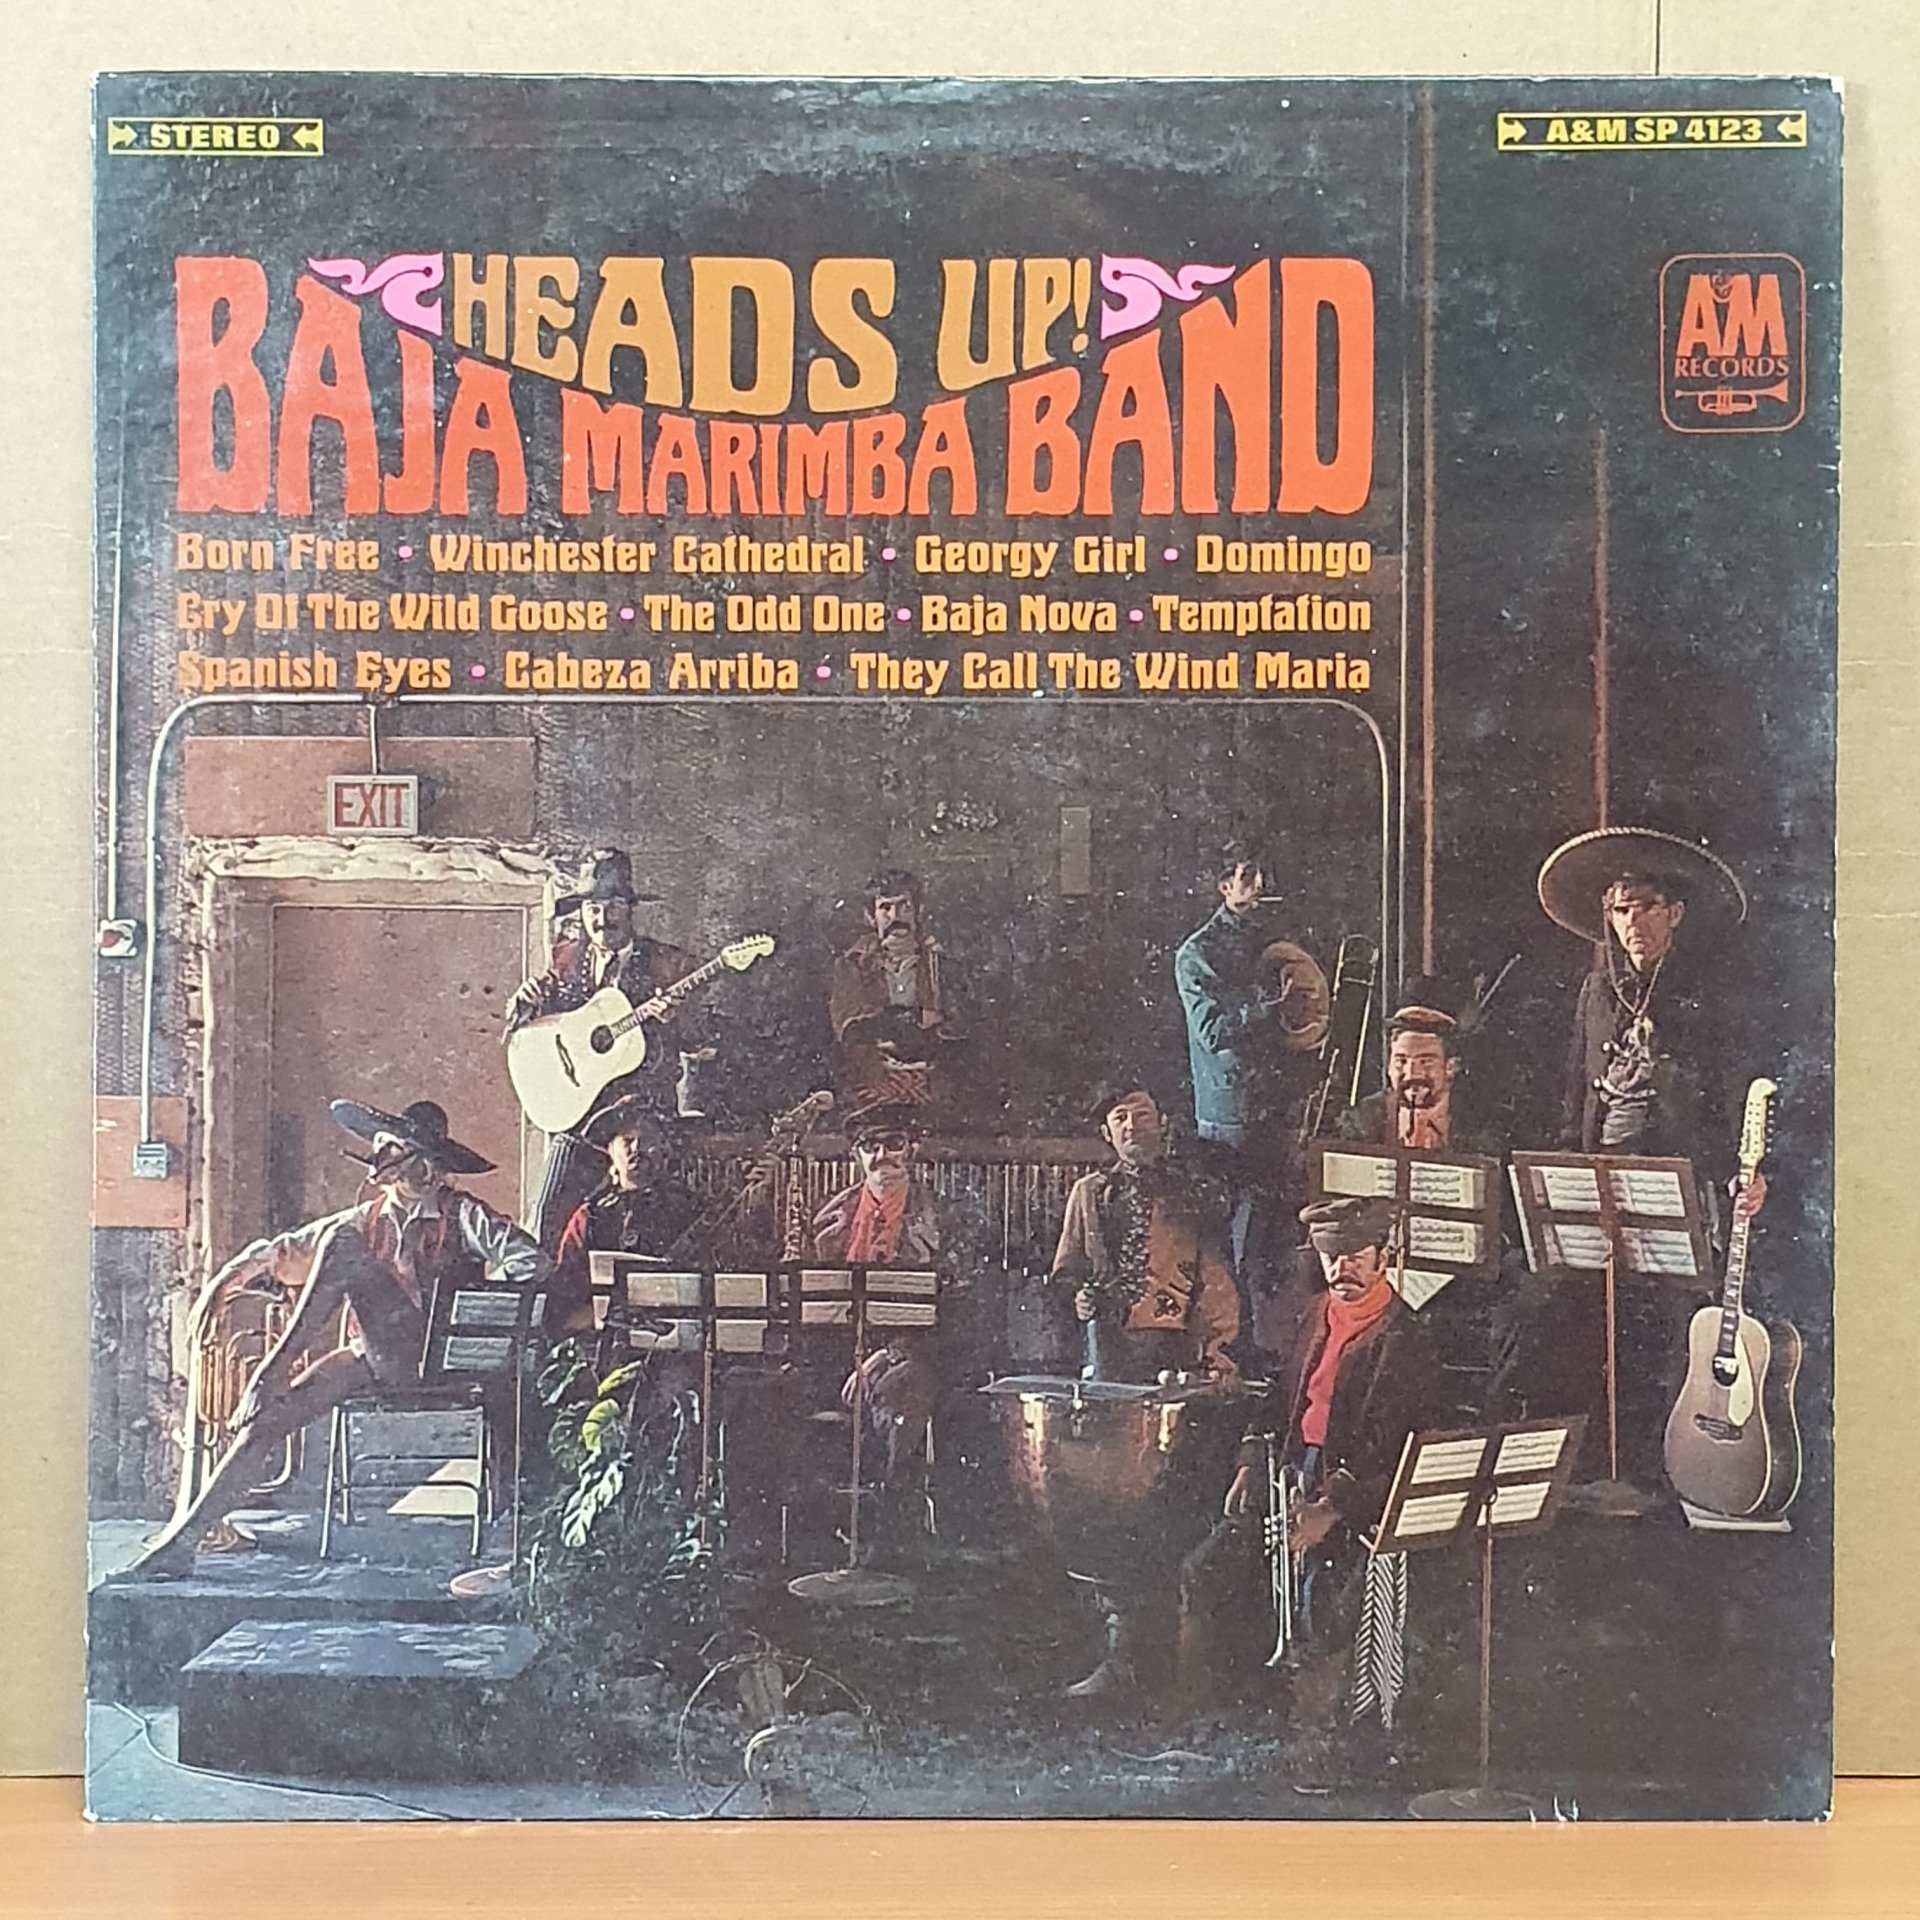 STEREO
A&M SP 4123
HEADS UP!
BAJA MARIMBA BAND
A&M
RECORDS
Born Free • Winchester Cathedral • Georgy Girl • Domingo
Cry Of The Wild Goose • The Odd One • Baja Nova • Temptation
Spanish Eyes • Cabeza Arriba • They Call The Wind Maria
EXIT